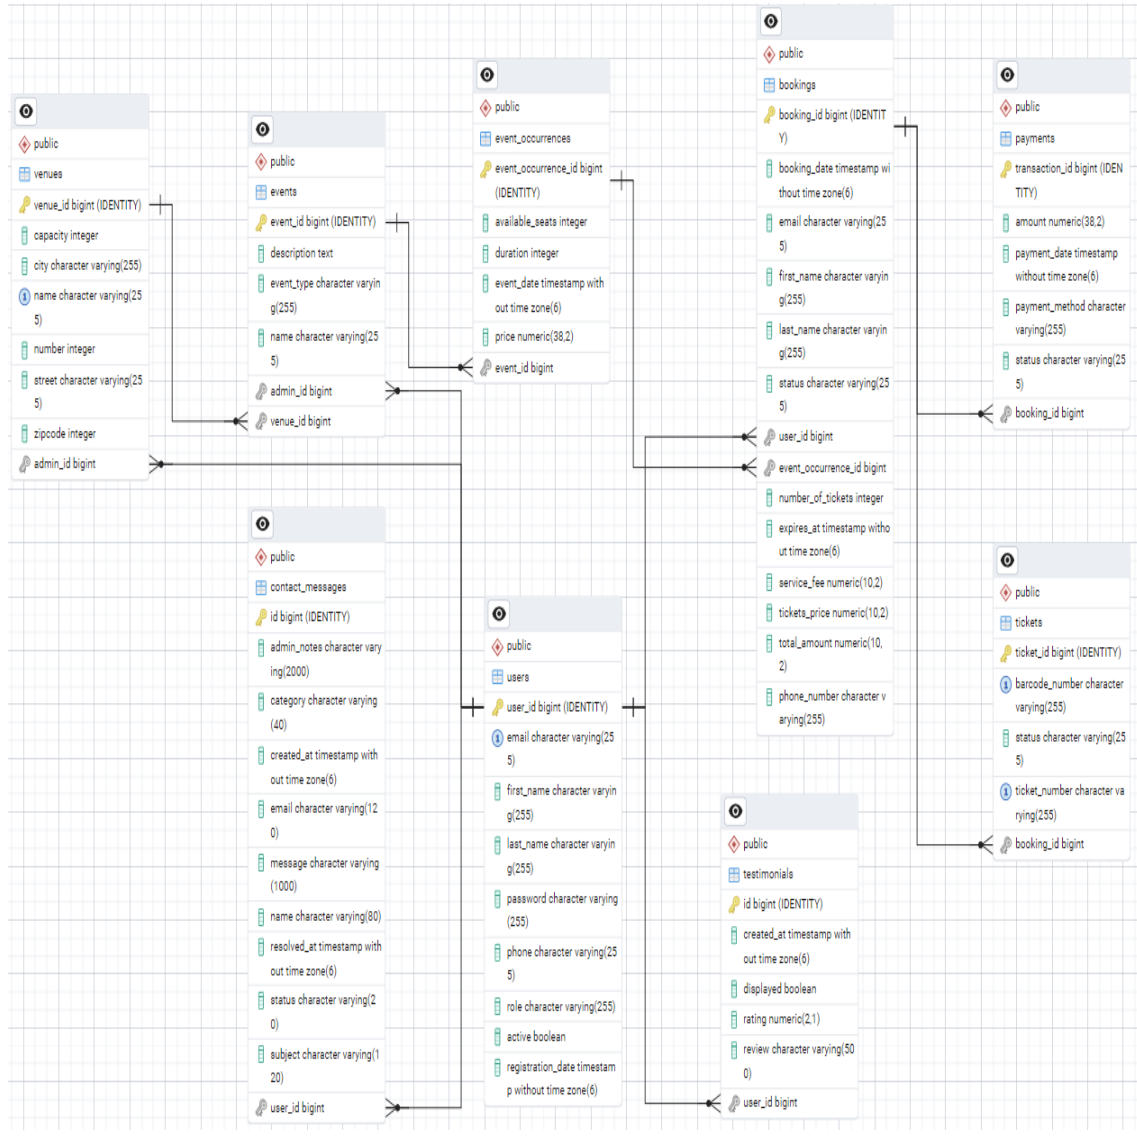 public
venues
venue_id bigint (IDENTITY)
capacity integer
city character varying(255)
name character varying(25
5)
number integer
street character varying(25
5)
zipcode integer
admin_id bigint
public
events
event_id bigint (IDENTITY)
description text
event_type character varyin
g(255)
name character varying(25
5)
admin_id bigint
venue_id bigint
public
event_occurrences
event_occurrence_id bigint
(IDENTITY)
available_seats integer
duration integer
event_date timestamp with
out time zone(6)
price numeric(38,2)
event_id bigint
public
bookings
booking_id bigint (IDENTIT
Y)
booking_date timestamp wi
thout time zone(6)
email character varying(25
5)
first_name character varyin
g(255)
last_name character varyin
g(255)
status character varying(25
5)
user_id bigint
event_occurrence_id bigint
number_of_tickets integer
expires_at timestamp witho
ut time zone(6)
service_fee numeric(10,2)
tickets_price numeric(10,2)
total_amount numeric(10,
2)
phone_number character v
arying(255)
public
payments
transaction_id bigint (IDEN
TITY)
amount numeric(38,2)
payment_date timestamp
without time zone(6)
payment_method character
varying(255)
status character varying(25
5)
booking_id bigint
public
contact_messages
id bigint (IDENTITY)
admin_notes character vary
ing(2000)
category character varying
(40)
created_at timestamp with
out time zone(6)
email character varying(12
0)
message character varying
(1000)
name character varying(80)
resolved_at timestamp with
out time zone(6)
status character varying(2
0)
subject character varying(1
20)
user_id bigint
public
users
user_id bigint (IDENTITY)
email character varying(25
5)
first_name character varyin
g(255)
last_name character varyin
g(255)
password character varying
(255)
phone character varying(25
5)
role character varying(255)
active boolean
registration_date timestam
p without time zone(6)
public
testimonials
id bigint (IDENTITY)
created_at timestamp with
out time zone(6)
displayed boolean
rating numeric(2,1)
review character varying(50
0)
user_id bigint
public
tickets
ticket_id bigint (IDENTITY)
barcode_number character
varying(255)
status character varying(25
5)
ticket_number character va
rying(255)
booking_id bigint